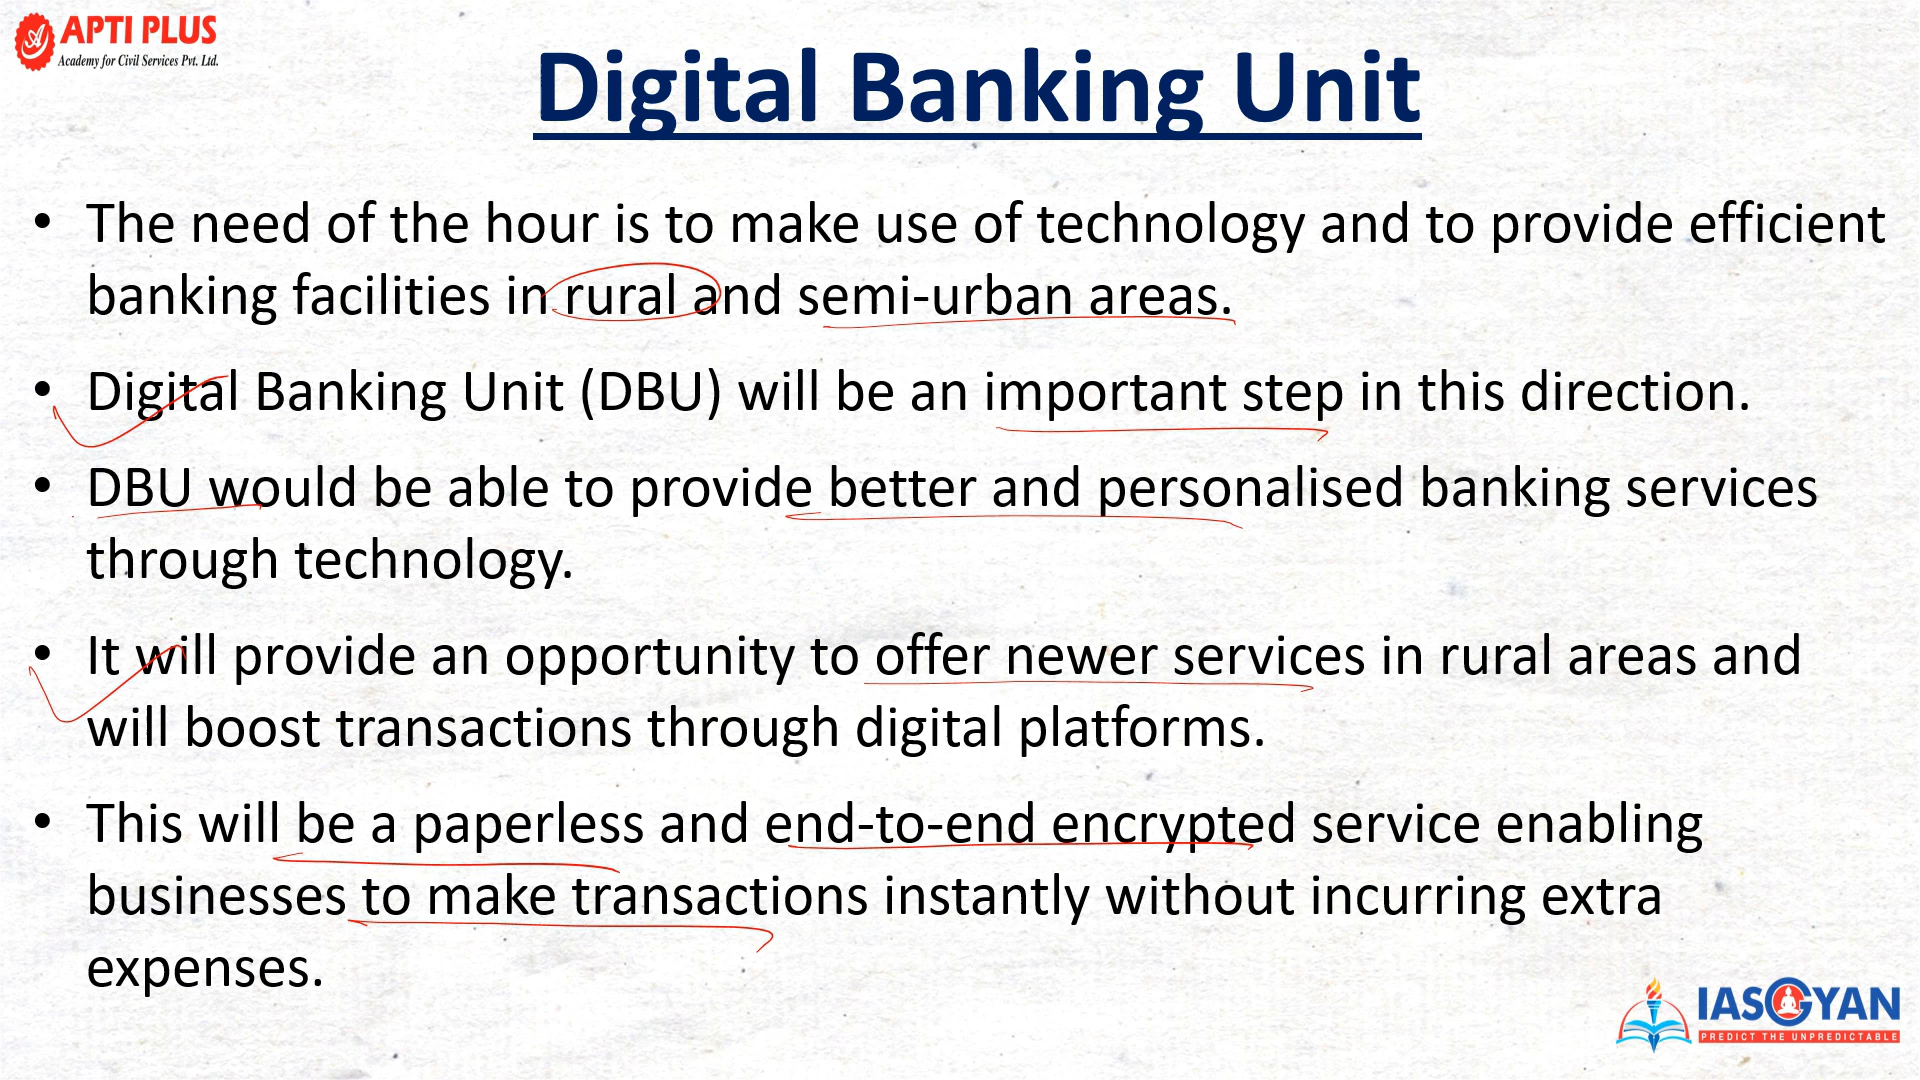 APTI PLUS
Academy for Civil Services Pvt. Ltd.
Digital Banking Unit
• The need of the hour is to make use of technology and to provide efficient
banking facilities in rural and semi-urban areas.
• Digital Banking Unit (DBU) will be an important step in this direction.
• DBU would be able to provide better and personalised banking services
through technology.
• It will provide an opportunity to offer newer services in rural areas and
will boost transactions through digital platforms.
• This will be a paperless and end-to-end encrypted service enabling
businesses to make transactions instantly without incurring extra
expenses.
IASGYAN
PREDICT THE UNPREDICTABLE